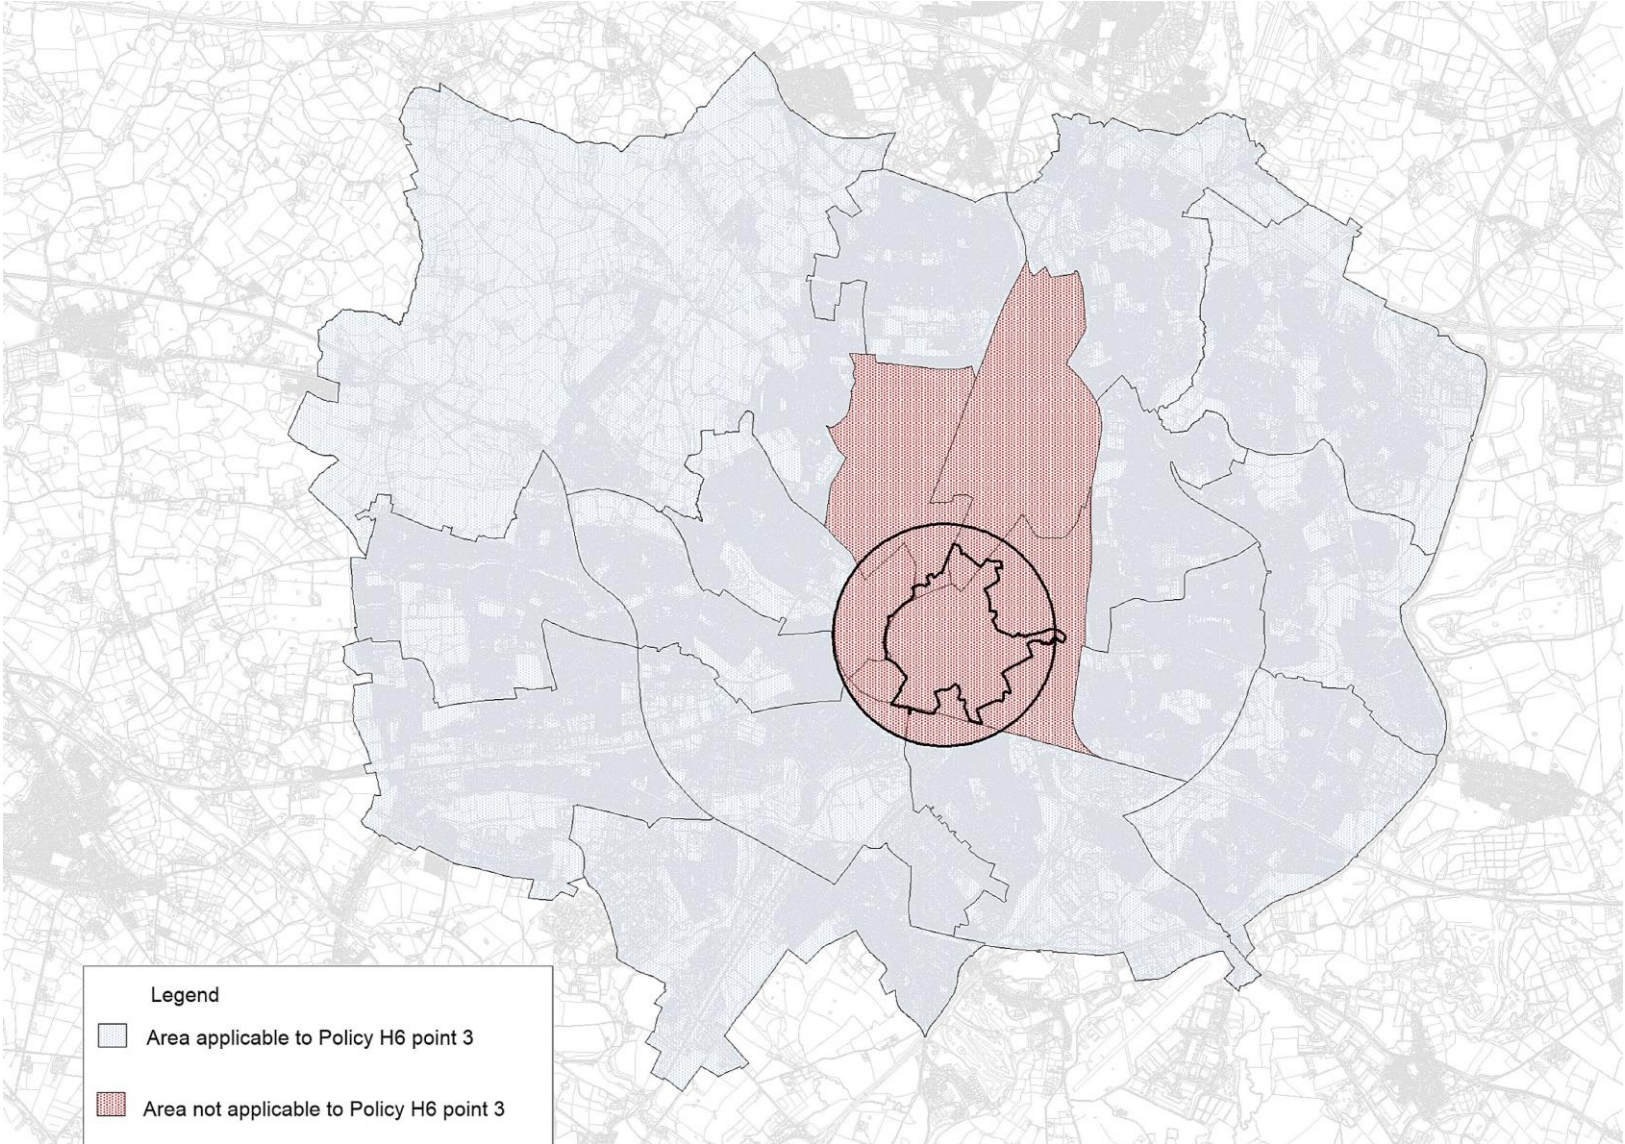 Legend
Area applicable to Policy H6 point 3
Area not applicable to Policy H6 point 3